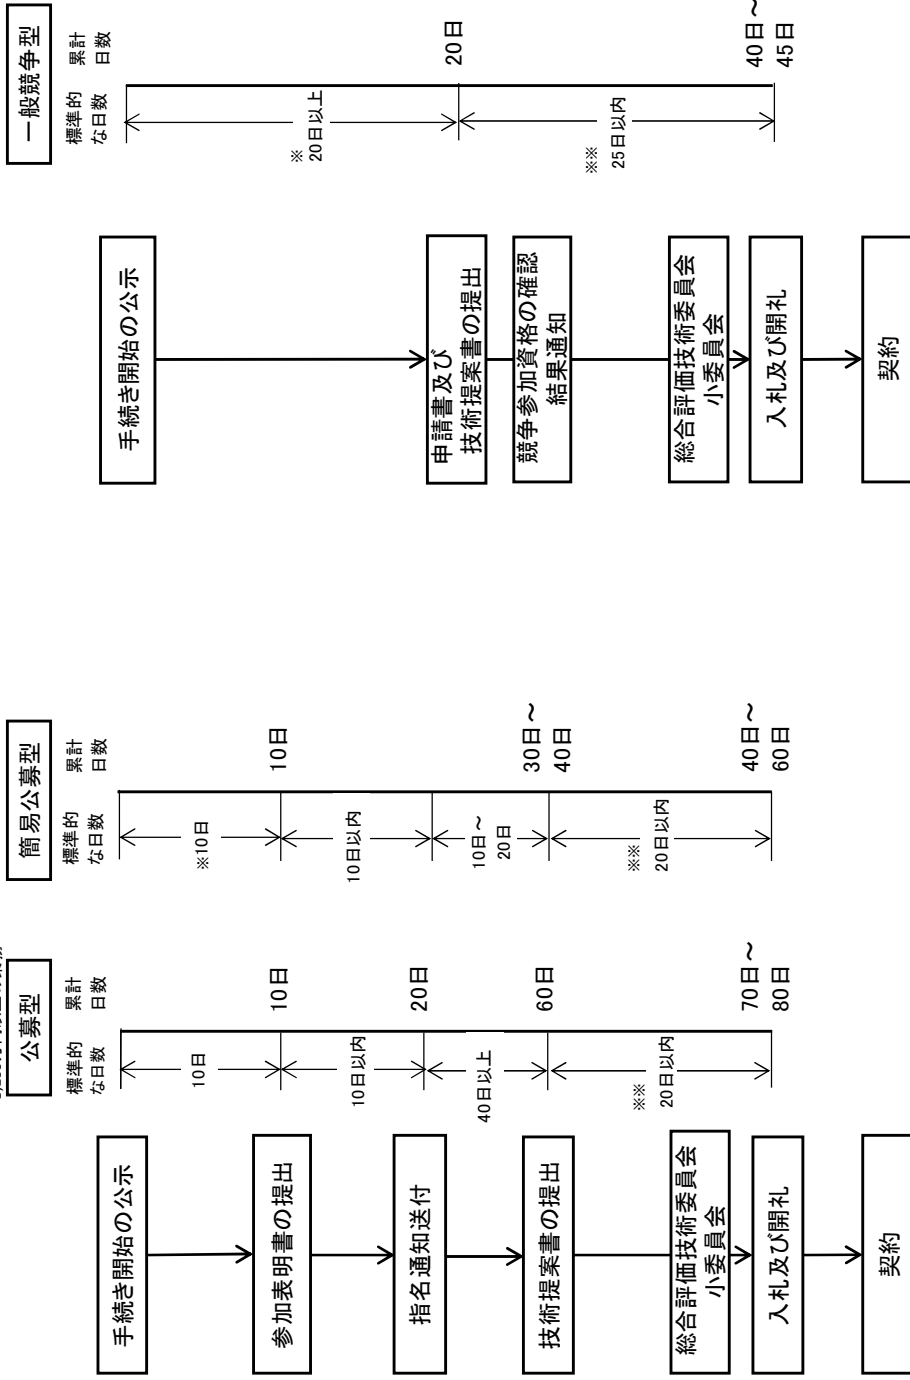 公募型
標準的
な日数
累計
日数
手続き開始の公示
参加表明書の提出
指名通知送付
技術提案書の提出
総合評価技術委員会
小委員会
入札及び開札
契約
10日
10日以内
40日以上
※※
20日以内
10日
20日
60日
70日～
80日
簡易公募型
標準的
な日数
累計
日数
※10日
10日以内
10日～
20日
※※
20日以内
10日
30日～
40日
40日～
60日
一般競争型
標準的
な日数
累計
日数
手続き開始の公示
申請書及び
技術提案書の提出
競争参加資格の確認
結果通知
総合評価技術委員会
小委員会
入札及び開札
契約
※
20日以上
※※
25日以内
20日
40日～
45日